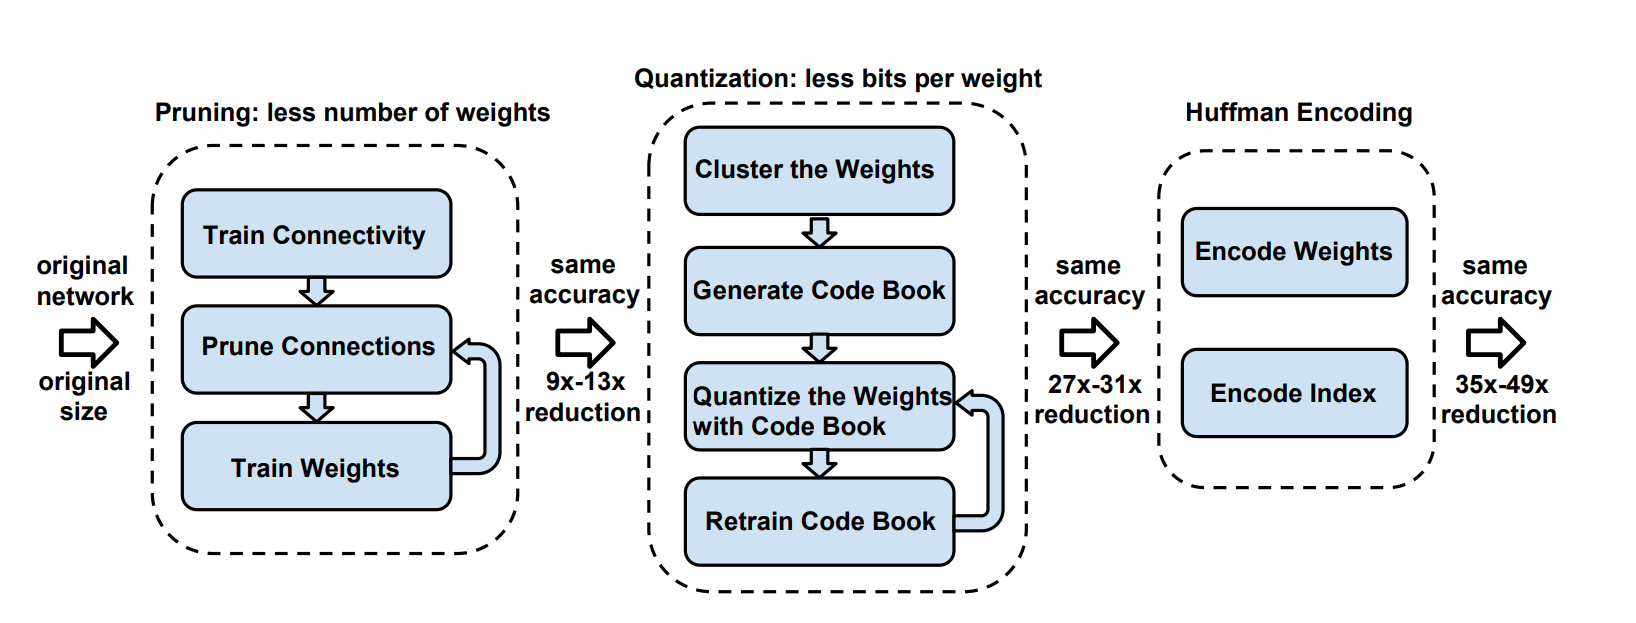 original
network
original
size
Pruning: less number of weights
Train Connectivity
Prune Connections
Train Weights
same
accuracy
9x-13x
reduction
Quantization: less bits per weight
Cluster the Weights
Generate Code Book
Quantize the Weights
with Code Book
Retrain Code Book
same
accuracy
27x-31x
reduction
Huffman Encoding
Encode Weights
Encode Index
same
accuracy
35x-49x
reduction